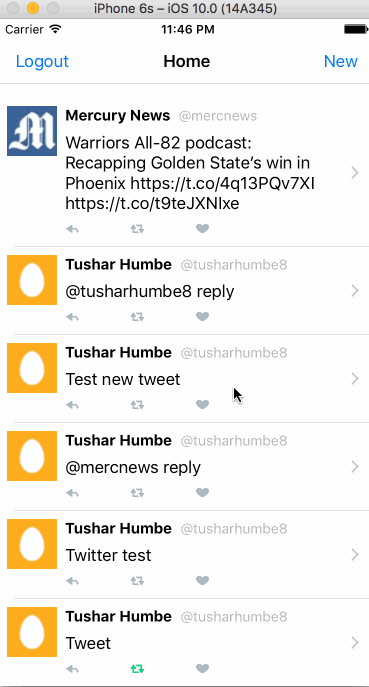 iPhone 6s – iOS 10.0 (14A345)
Carrier 11:46 PM
Logout Home New
M
Mercury News @mercnews
Warriors All-82 podcast:
Recapping Golden State’s win in
Phoenix https://t.co/4q13PQv7XI
https://t.co/t9teJXNIxe
Tushar Humbe @tusharhumbe8
@tusharhumbe8 reply
Tushar Humbe @tusharhumbe8
Test new tweet
Tushar Humbe @tusharhumbe8
@mercnews reply
Tushar Humbe @tusharhumbe8
Twitter test
Tushar Humbe @tusharhumbe8
Tweet